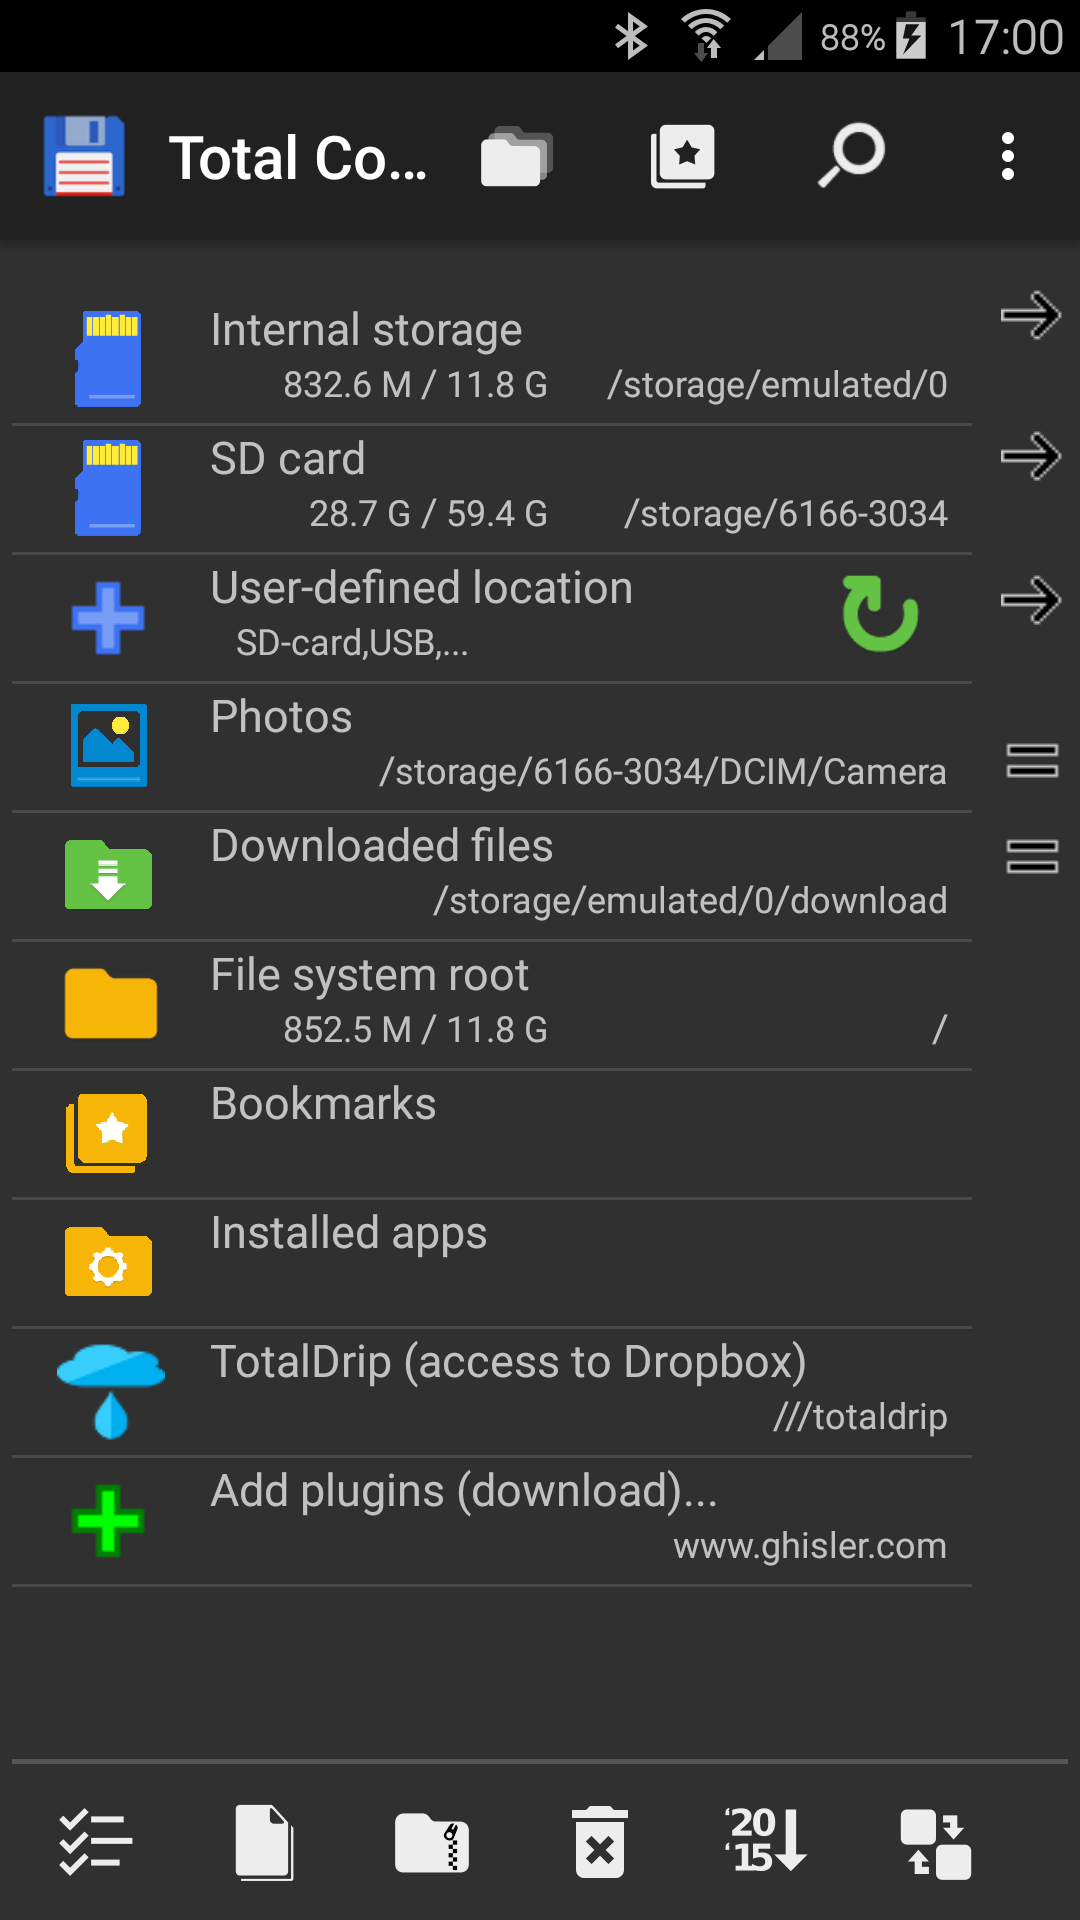 88% 17:00
Total Co...
Internal storage
832.6 M / 11.8 G /storage/emulated/0
SD card
28.7 G / 59.4 G /storage/6166-3034
User-defined location
SD-card,USB,...
Photos
/storage/6166-3034/DCIM/Camera
Downloaded files
/storage/emulated/0/download
File system root
852.5 M / 11.8 G /
Bookmarks
Installed apps
TotalDrip (access to Dropbox)
///totaldrip
Add plugins (download)...
www.ghisler.com
'20
'15